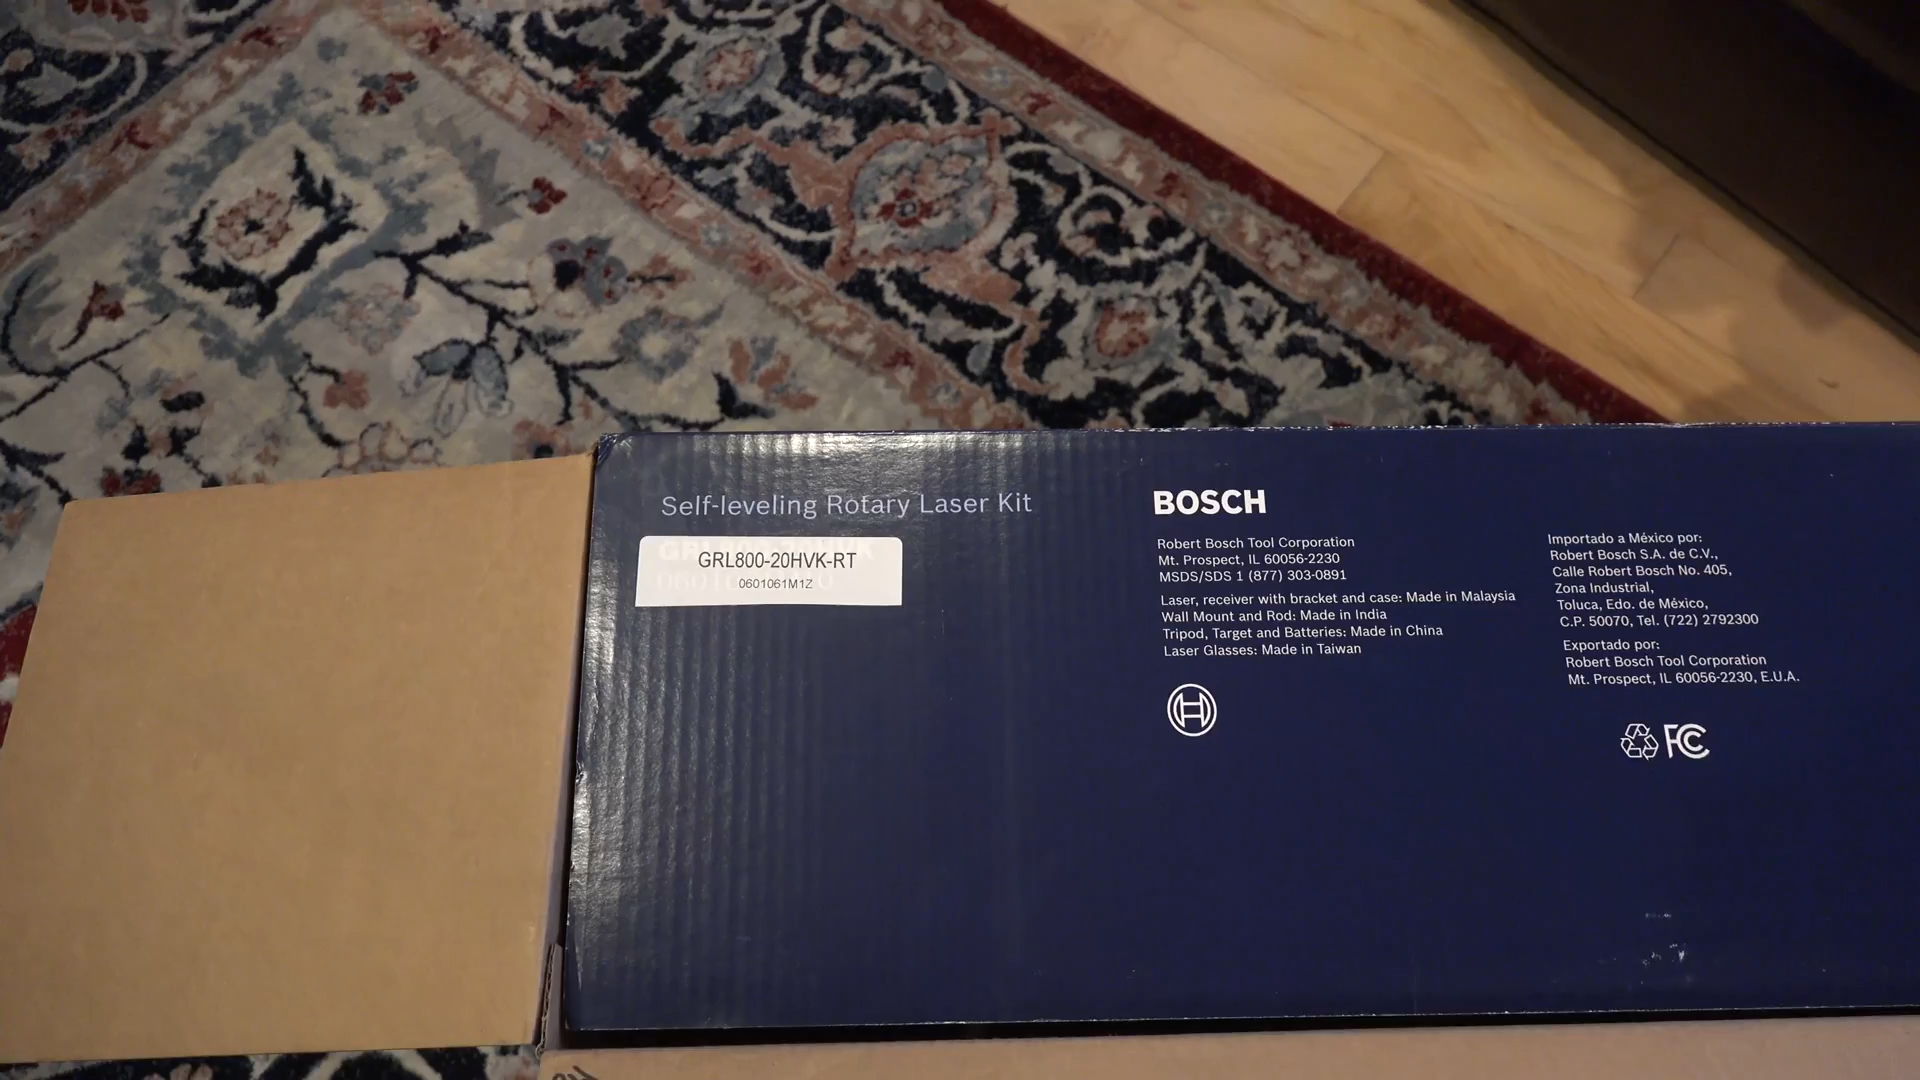 Self-leveling Rotary Laser Kit
GRL800-20HVK-RT
0601061M1Z
BOSCH
Robert Bosch Tool Corporation
Mt. Prospect, IL 60056-2230
MSDS/SDS 1 (877) 303-0891
Laser, receiver with bracket and case: Made in Malaysia
Wall Mount and Rod: Made in India
Tripod, Target and Batteries: Made in China
Laser Glasses: Made in Taiwan
Importado a México por:
Robert Bosch S.A. de C.V.,
Calle Robert Bosch No. 405,
Zona Industrial,
Toluca, Edo. de México,
C.P. 50070, Tel. (722) 2792300
Exportado por:
Robert Bosch Tool Corporation
Mt. Prospect, IL 60056-2230, E.U.A.
FC